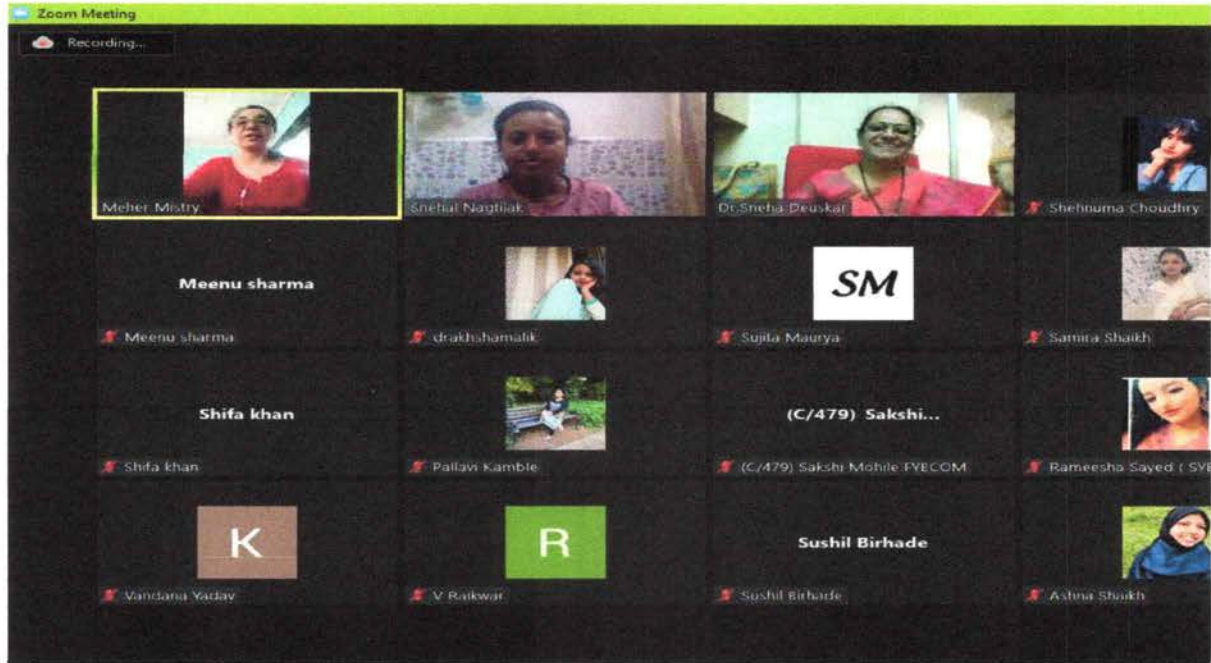 Zoom Meeting
Recording...
Meher Mistry
Snehal Nagtilak
Dr.Sneha Deuskar
Shehnuma Choudhry
Meenu sharma
Meenu sharma
drakhshamalik
SM
Sujita Maurya
Samira Shaikh
Shifa khan
Shifa khan
Pallavi Kamble
(C/479) Sakshi...
(C/479) Sakshi Mohile FYECOM
Rameesha Sayed ( SYB
K
Vandana Yadav
R
V Raikwar
Sushil Birhade
Sushil Birhade
Ashna Shaikh